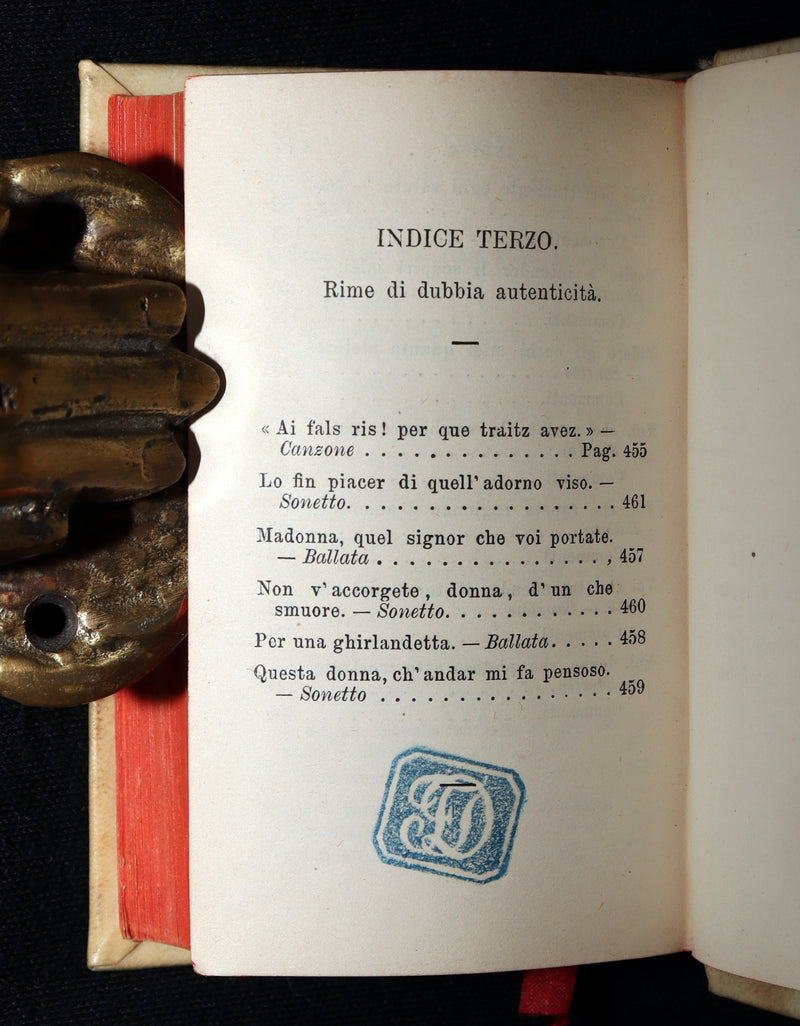 INDICE TERZO.
Rime di dubbia autenticità.
« Ai fals ris! per que traitz avez. » —
Canzone . . . . . . . . . . . . . . Pag. 455
Lo fin piacer di quell' adorno viso. —
Sonetto. . . . . . . . . . . . . . . . . . 461
Madonna, quel signor che voi portate.
— Ballata . . . . . . . . . . . . . . . , 457
Non v' accorgete, donna, d' un che
smuore. — Sonetto. . . . . . . . . . . . 460
Per una ghirlandetta. — Ballata. . . . . 458
Questa donna, ch' andar mi fa pensoso.
— Sonetto . . . . . . . . . . . . . . . 459